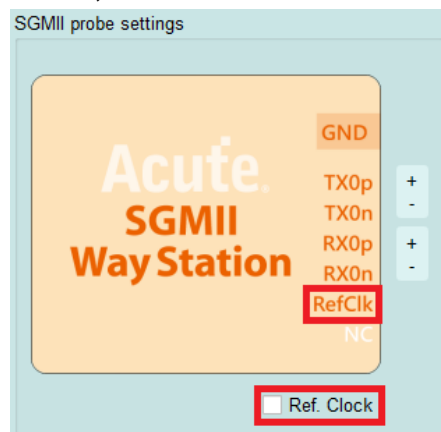 SGMII probe settings
GND
Acute.
SGMII
Way Station
TX0p
TX0n
RX0p
RX0n
RefClk
NC
+
-
+
-
Ref. Clock